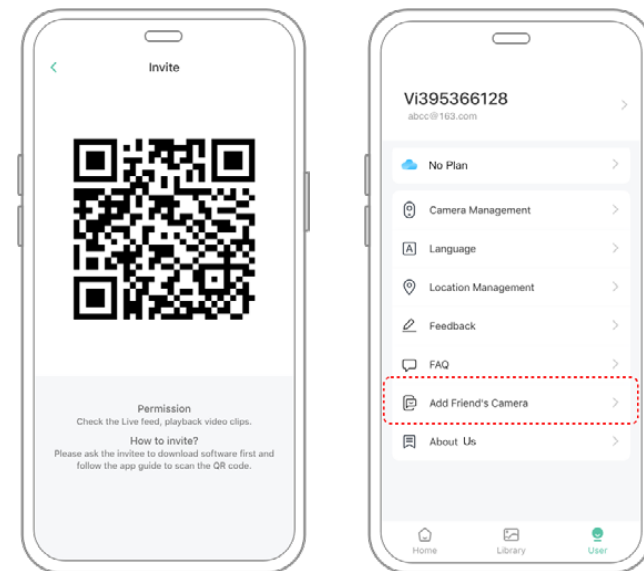 Invite
Permission
Check the Live feed, playback video clips.
How to invite?
Please ask the invitee to download software first and
follow the app guide to scan the QR code.
Vi395366128
abcc@163.com
No Plan
Camera Management
A Language
Location Management
Feedback
FAQ
Add Friend's Camera
About Us
Home
Library
User